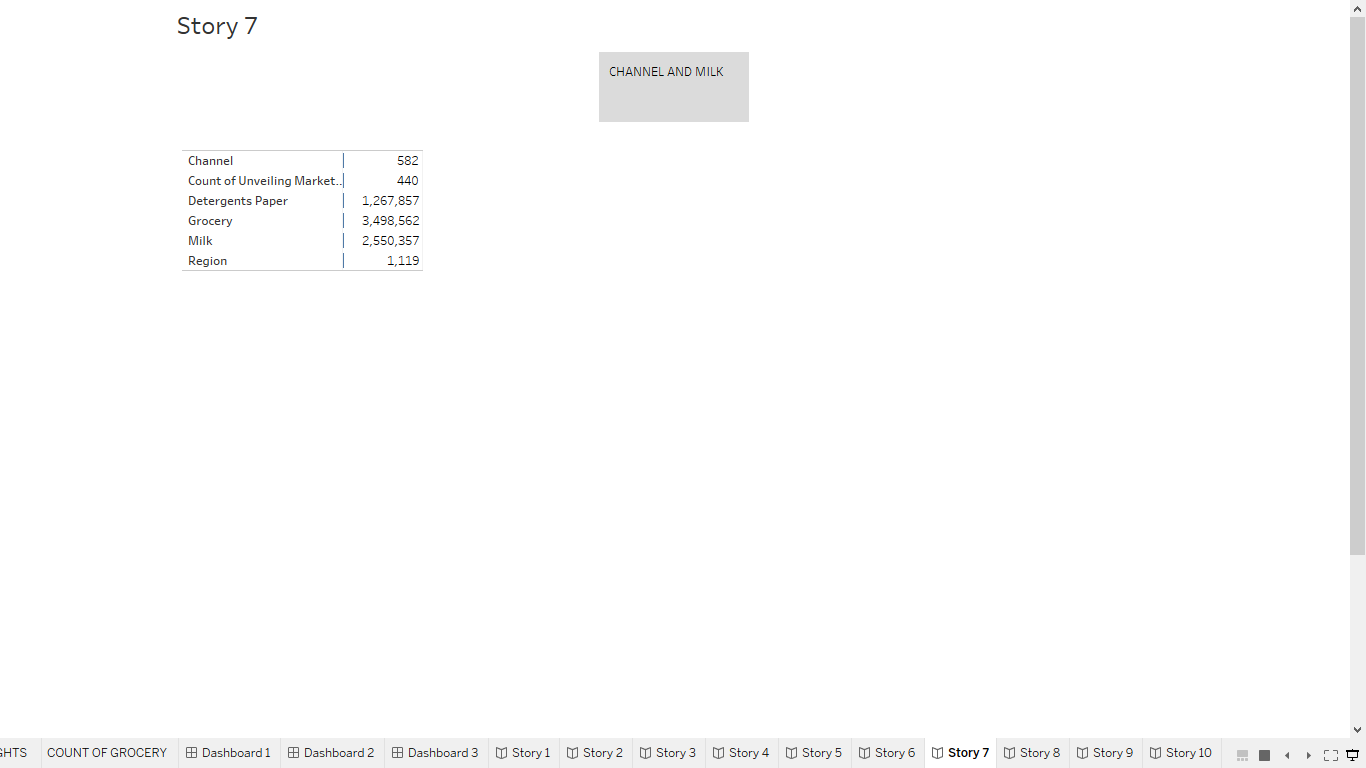 Story 7
CHANNEL AND MILK
Channel 582
Count of Unveiling Market.. 440
Detergents Paper 1,267,857
Grocery 3,498,562
Milk 2,550,357
Region 1,119
GHTS COUNT OF GROCERY Dashboard 1 Dashboard 2 Dashboard 3 Story 1 Story 2 Story 3 Story 4 Story 5 Story 6 Story 7 Story 8 Story 9 Story 10